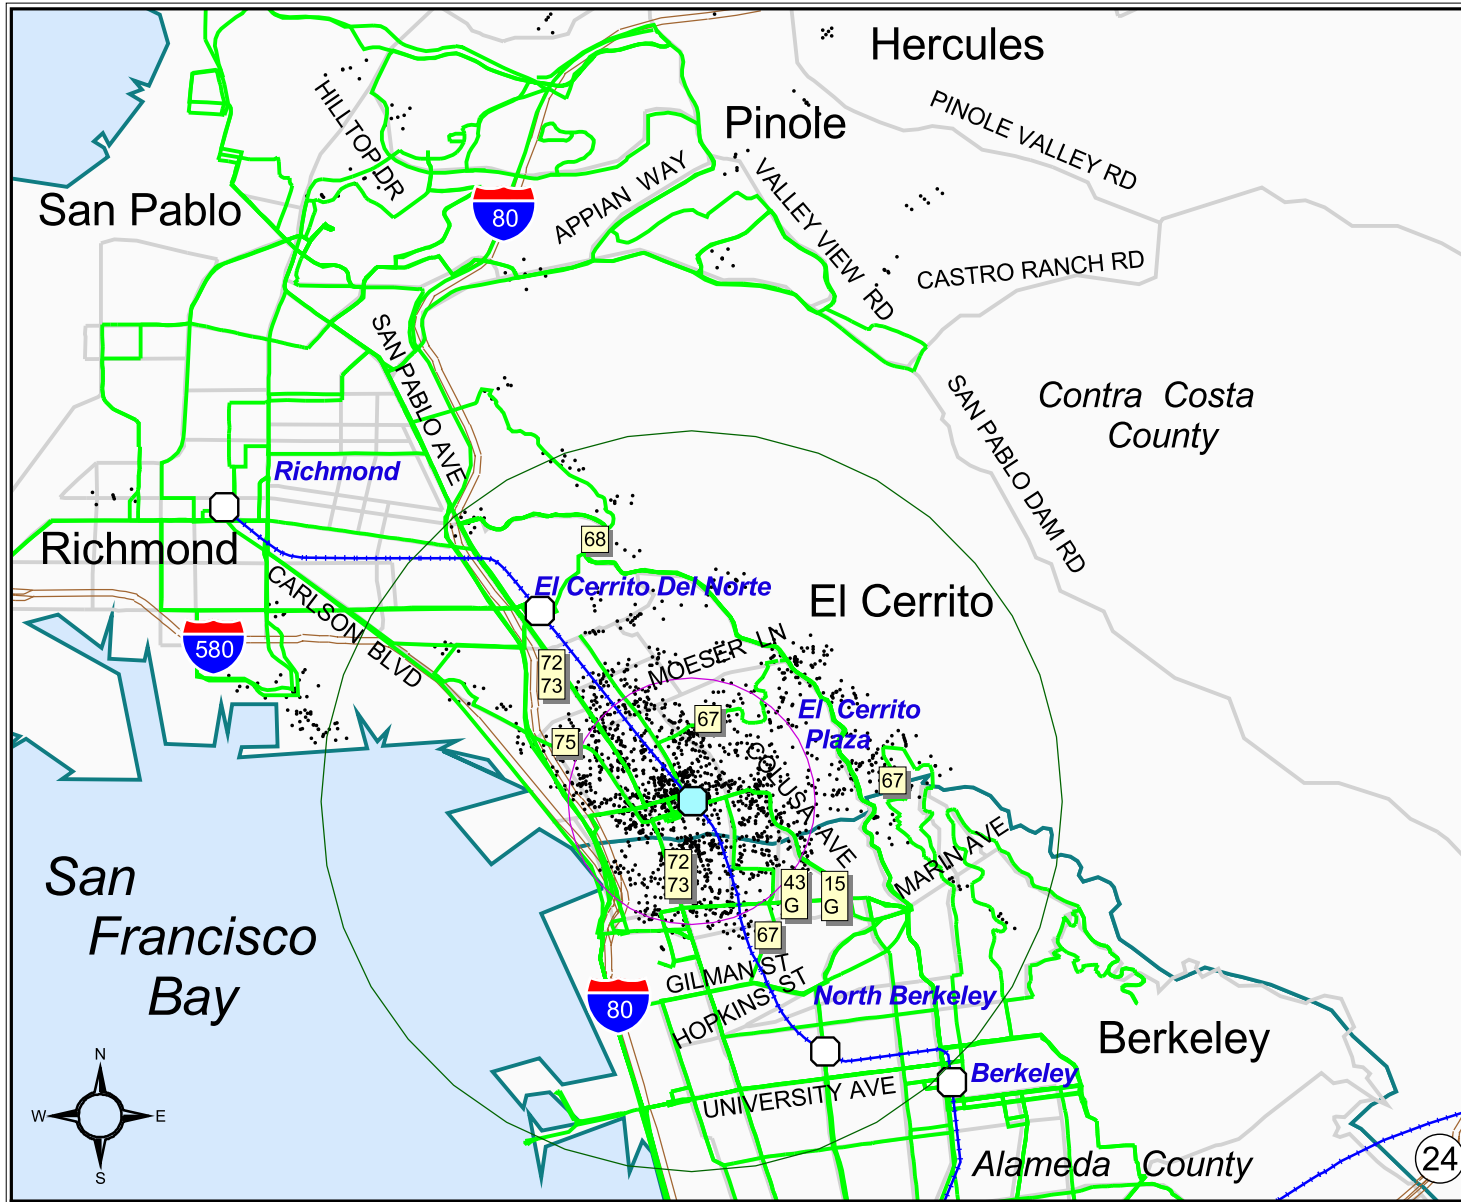 Hercules
PINOLE VALLEY RD
HILLTOP DR
Pinole
San Pablo
80
APPIAN WAY
VALLEY VIEW RD
CASTRO RANCH RD
SAN PABLO AVE
SAN PABLO DAM RD
Contra Costa
County
Richmond
Richmond
68
CARLSON BLVD
El Cerrito Del Norte
El Cerrito
580
72
73
MOESER LN
67
El Cerrito
Plaza
75
COLUSA AVE
67
72
73
43
G
15
G
MARIN AVE
San
Francisco
Bay
67
GILMAN ST
HOPKINS ST
North Berkeley
80
Berkeley
Berkeley
UNIVERSITY AVE
N
W
E
S
Alameda County
24